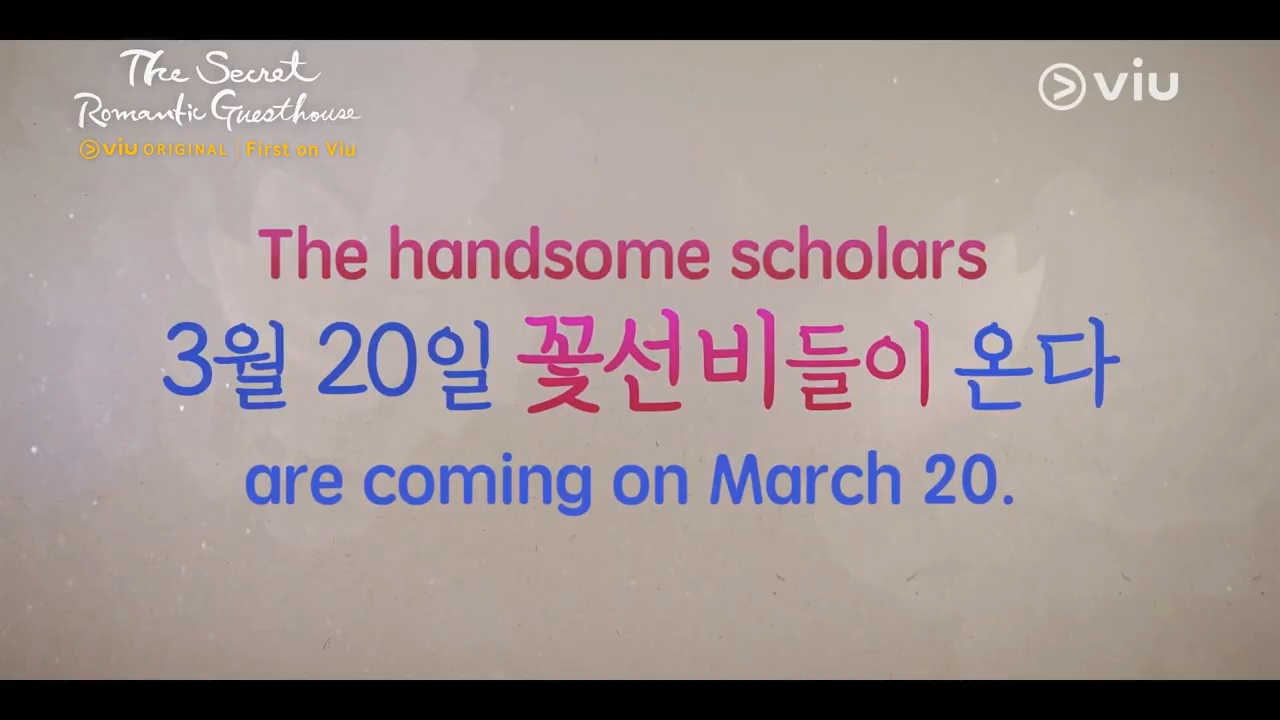 The Secret
Romantic Guesthouse
viu ORIGINAL | First on Viu
viu
The handsome scholars
3월 20일 꽃선비들이 온다
are coming on March 20.